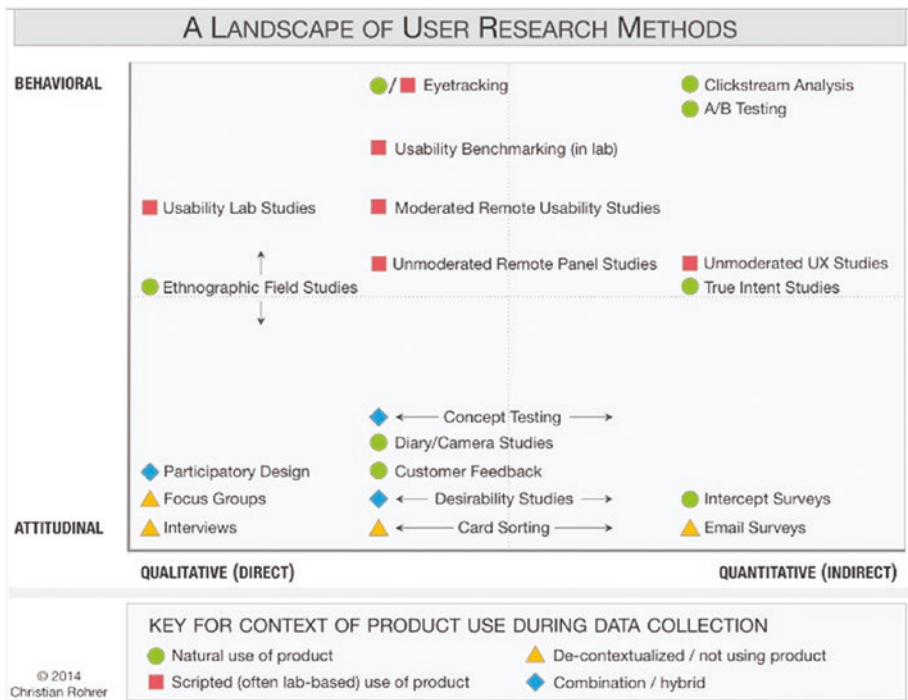 A LANDSCAPE OF USER RESEARCH METHODS
BEHAVIORAL
/ Eyetracking
Clickstream Analysis
A/B Testing
Usability Benchmarking (in lab)
Usability Lab Studies
Moderated Remote Usability Studies
Unmoderated Remote Panel Studies
Unmoderated UX Studies
Ethnographic Field Studies
True Intent Studies
Concept Testing
Diary/Camera Studies
Participatory Design
Customer Feedback
Focus Groups
Desirability Studies
Intercept Surveys
ATTITUDINAL
Interviews
Card Sorting
Email Surveys
QUALITATIVE (DIRECT)
QUANTITATIVE (INDIRECT)
KEY FOR CONTEXT OF PRODUCT USE DURING DATA COLLECTION
Natural use of product
De-contextualized / not using product
Scripted (often lab-based) use of product
Combination / hybrid
© 2014
Christian Rohrer